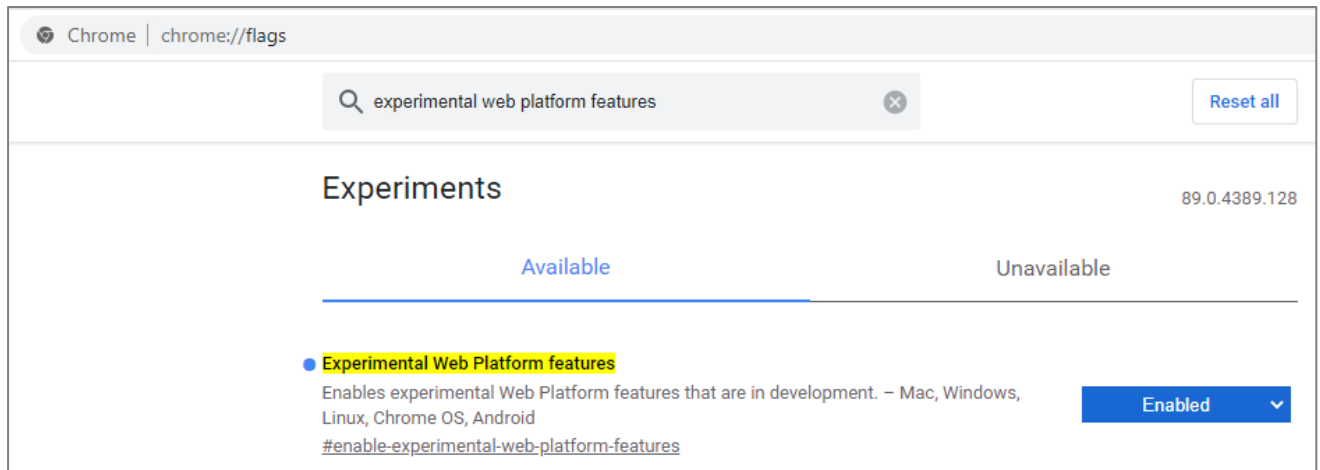 Chrome | chrome://flags
experimental web platform features
Reset all
Experiments
89.0.4389.128
Available
Unavailable
Experimental Web Platform features
Enables experimental Web Platform features that are in development. – Mac, Windows,
Linux, Chrome OS, Android
#enable-experimental-web-platform-features
Enabled